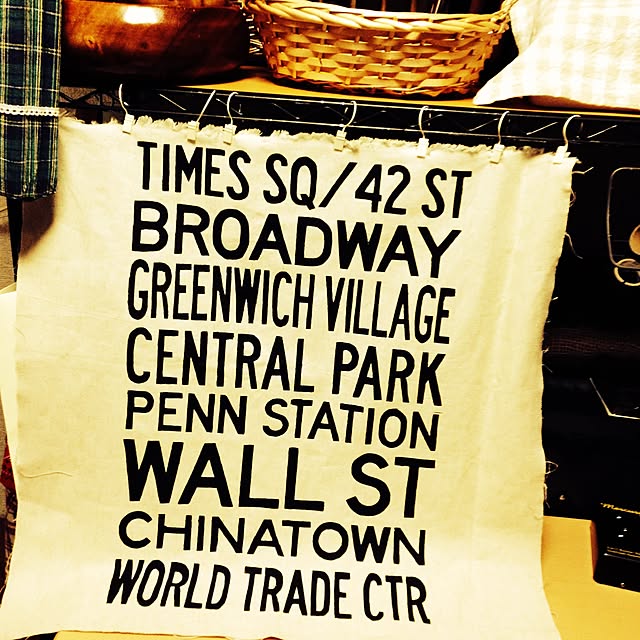 TIMES SQ/42 ST
BROADWAY
GREENWICH VILLAGE
CENTRAL PARK
PENN STATION
WALL ST
CHINATOWN
WORLD TRADE CTR